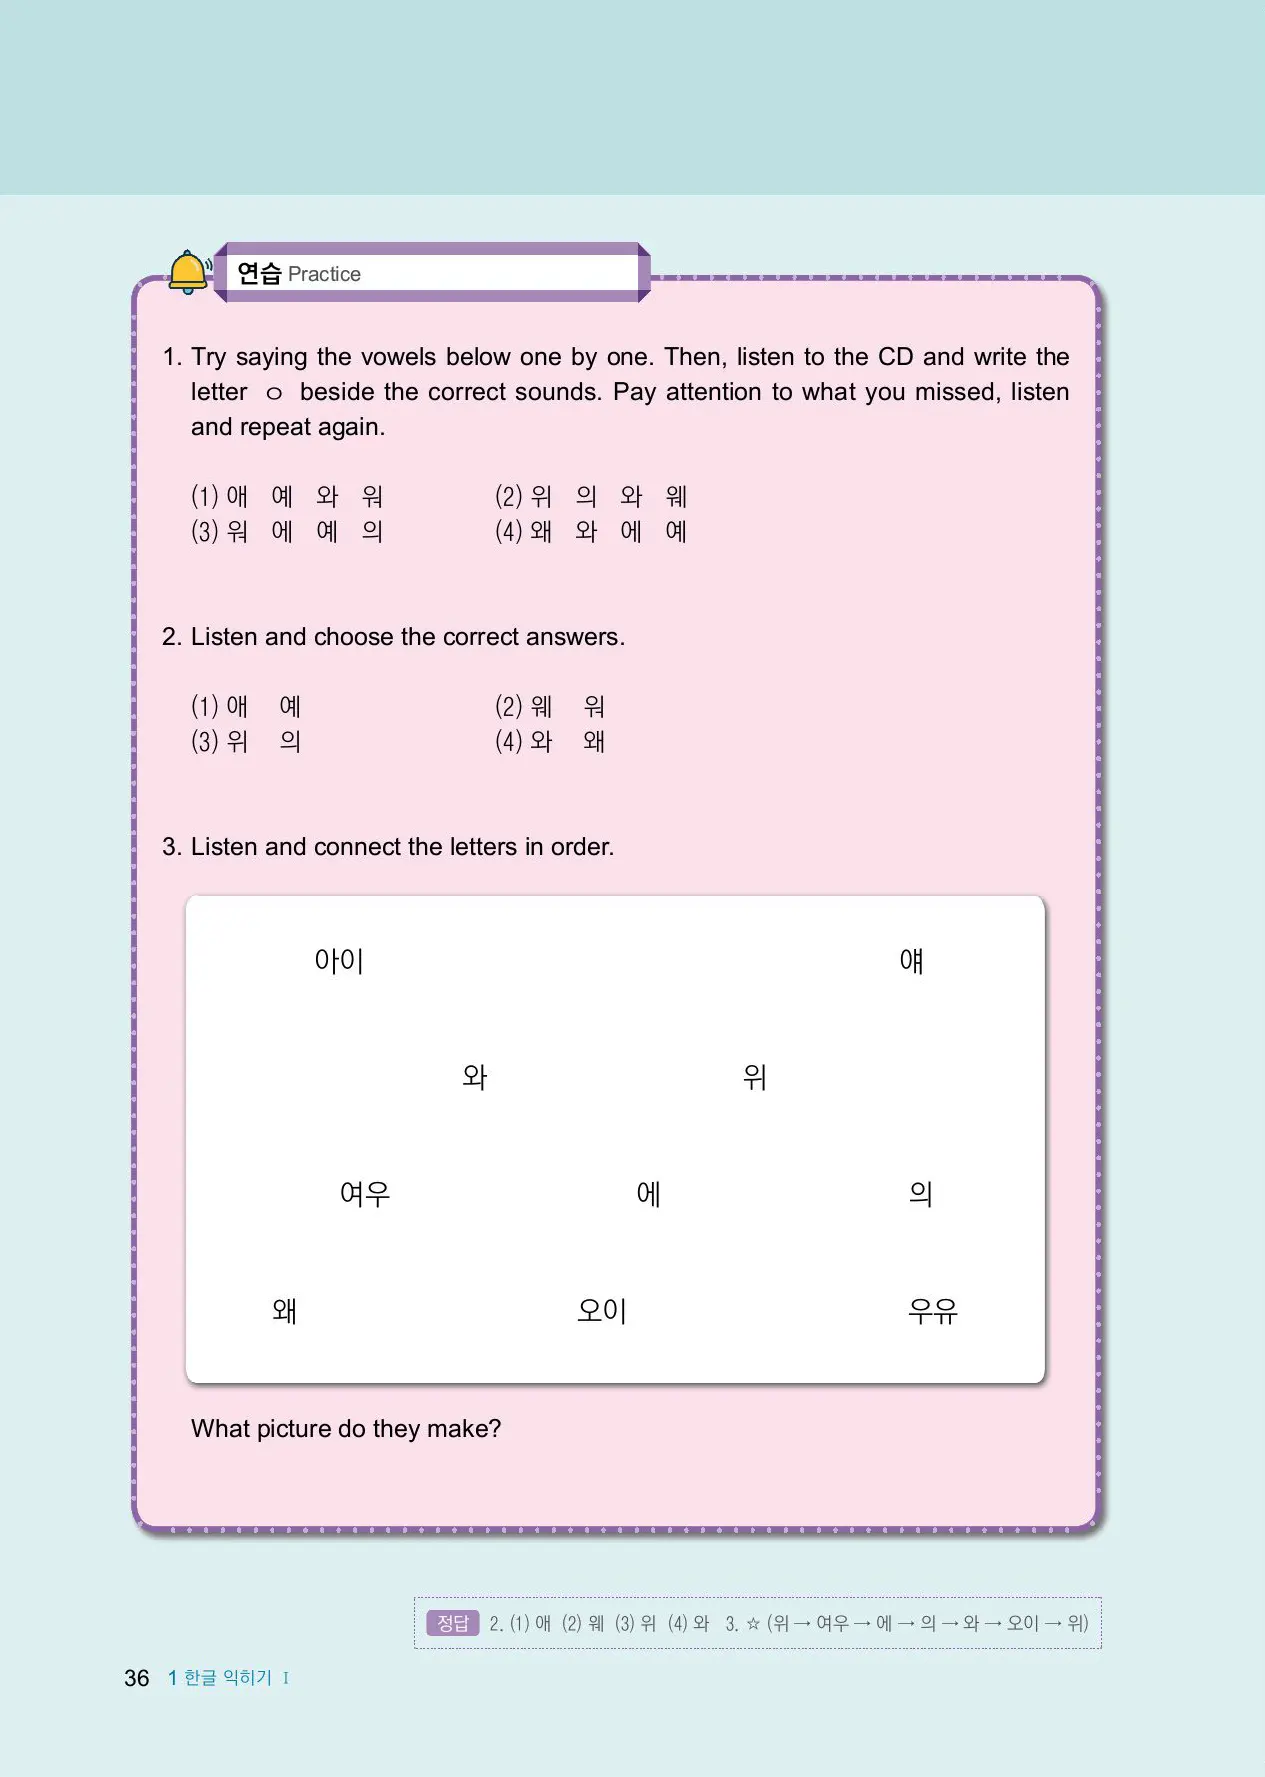 연습 Practice
1. Try saying the vowels below one by one. Then, listen to the CD and write the
letter ㅇ beside the correct sounds. Pay attention to what you missed, listen
and repeat again.
(1) 애 예 와 워 (2) 위 의 와 웨
(3) 워 에 예 의 (4) 왜 와 에 예
2. Listen and choose the correct answers.
(1) 애 예 (2) 웨 워
(3) 위 의 (4) 와 왜
3. Listen and connect the letters in order.
아이 얘
와 위
여우 에 의
왜 오이 우유
What picture do they make?
정답 2. (1) 애 (2) 웨 (3) 위 (4) 와 3. ☆ (위 → 여우 → 에 → 의 → 와 → 오이 → 위)
36 1 한글 익히기 Ⅰ